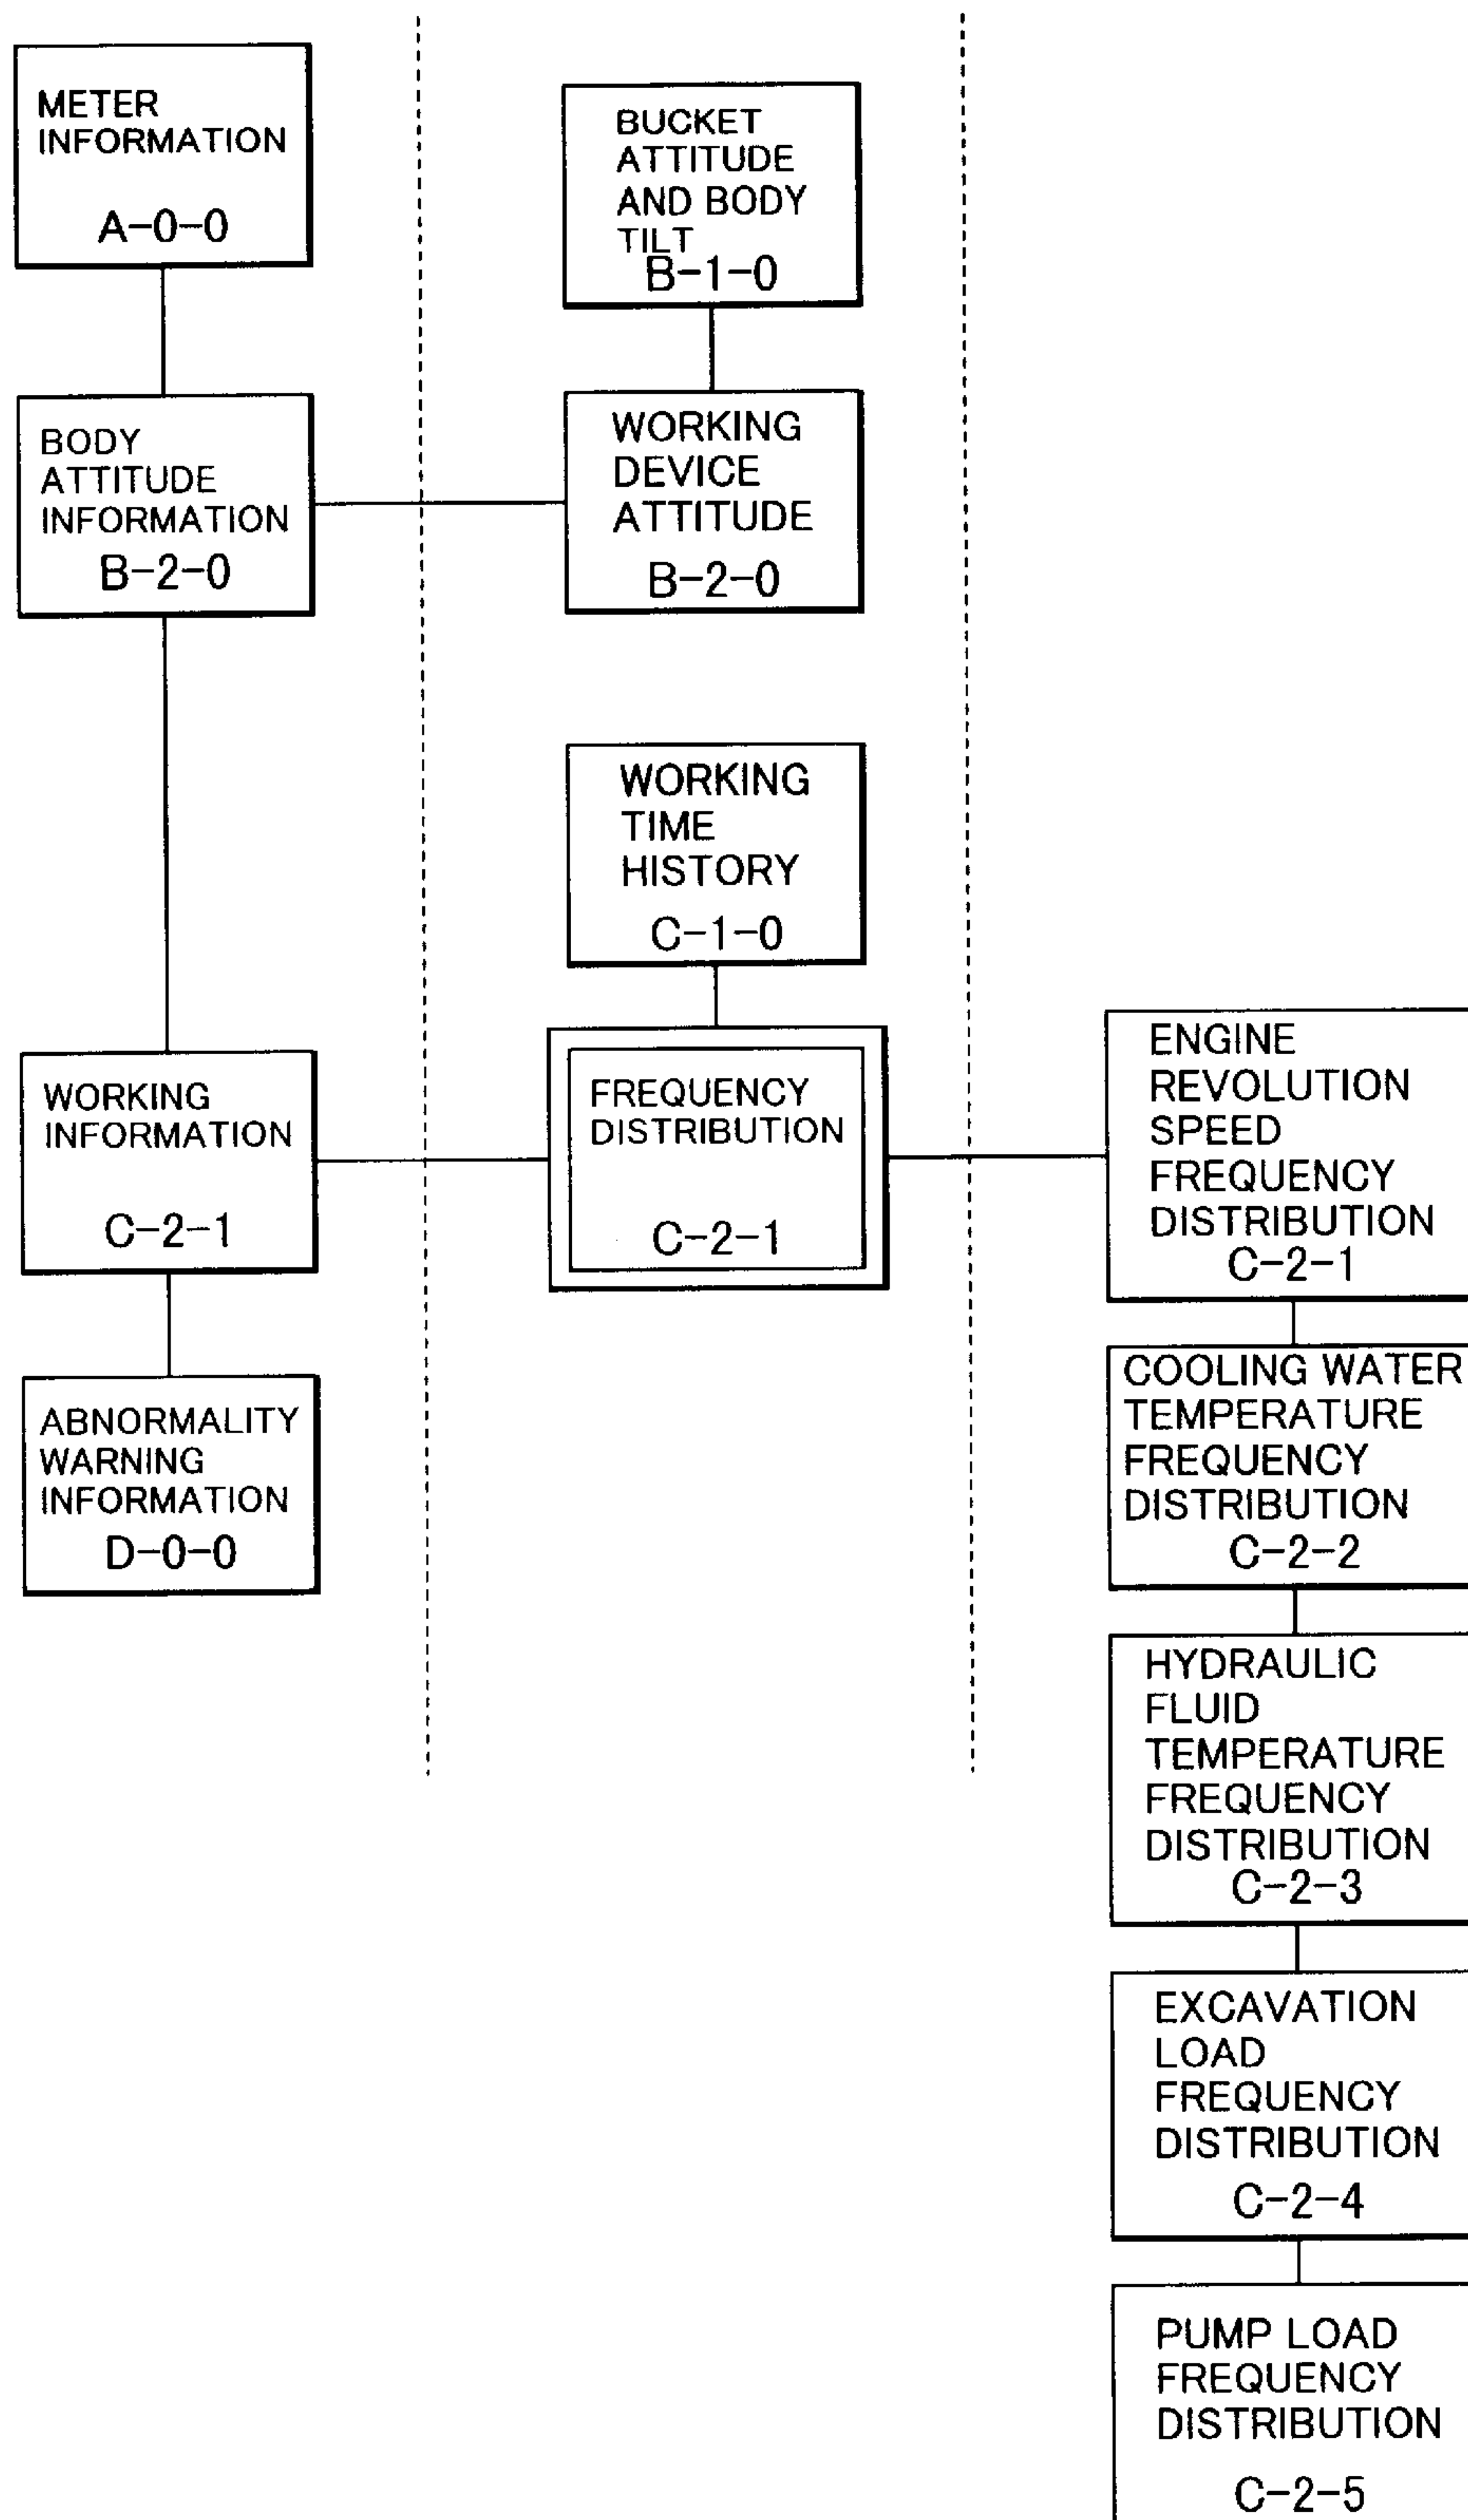 METER
INFORMATION
A-0-0
BODY
ATTITUDE
INFORMATION
B-2-0
WORKING
INFORMATION
C-2-1
ABNORMALITY
WARNING
INFORMATION
D-0-0
BUCKET
ATTITUDE
AND BODY
TILT
B-1-0
WORKING
DEVICE
ATTITUDE
B-2-0
WORKING
TIME
HISTORY
C-1-0
FREQUENCY
DISTRIBUTION
C-2-1
ENGINE
REVOLUTION
SPEED
FREQUENCY
DISTRIBUTION
C-2-1
COOLING WATER
TEMPERATURE
FREQUENCY
DISTRIBUTION
C-2-2
HYDRAULIC
FLUID
TEMPERATURE
FREQUENCY
DISTRIBUTION
C-2-3
EXCAVATION
LOAD
FREQUENCY
DISTRIBUTION
C-2-4
PUMP LOAD
FREQUENCY
DISTRIBUTION
C-2-5